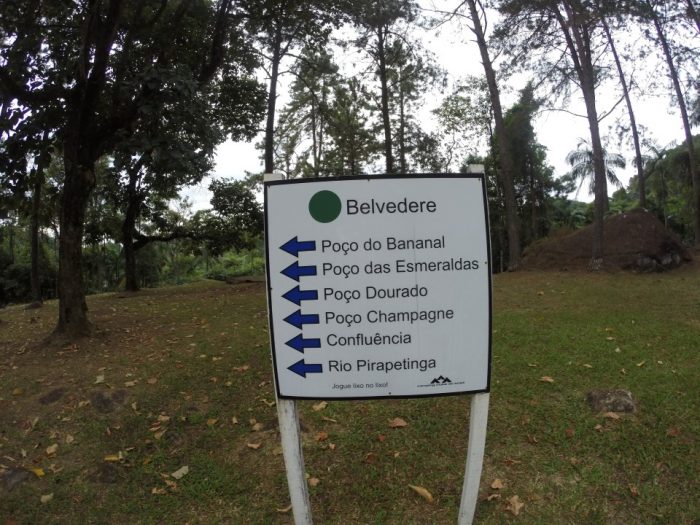 Belvedere
Poço do Bananal
Poço das Esmeraldas
Poço Dourado
Poço Champagne
Confluência
Rio Pirapetinga
Jogue lixo no lixo!